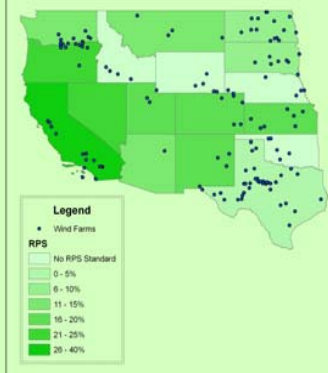 Legend
Wind Farms
RPS
No RPS Standard
0 - 5%
6 - 10%
11 - 15%
16 - 20%
21 - 25%
26 - 40%